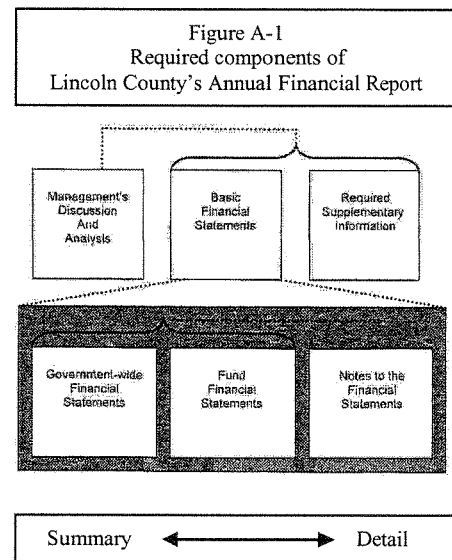 Figure A-1
Required components of
Lincoln County's Annual Financial Report
Management's
Discussion
And
Analysis
Basic
Financial
Statements
Required
Supplementary
Information
Government-wide
Financial
Statements
Fund
Financial
Statements
Notes to the
Financial
Statements
Summary
Detail